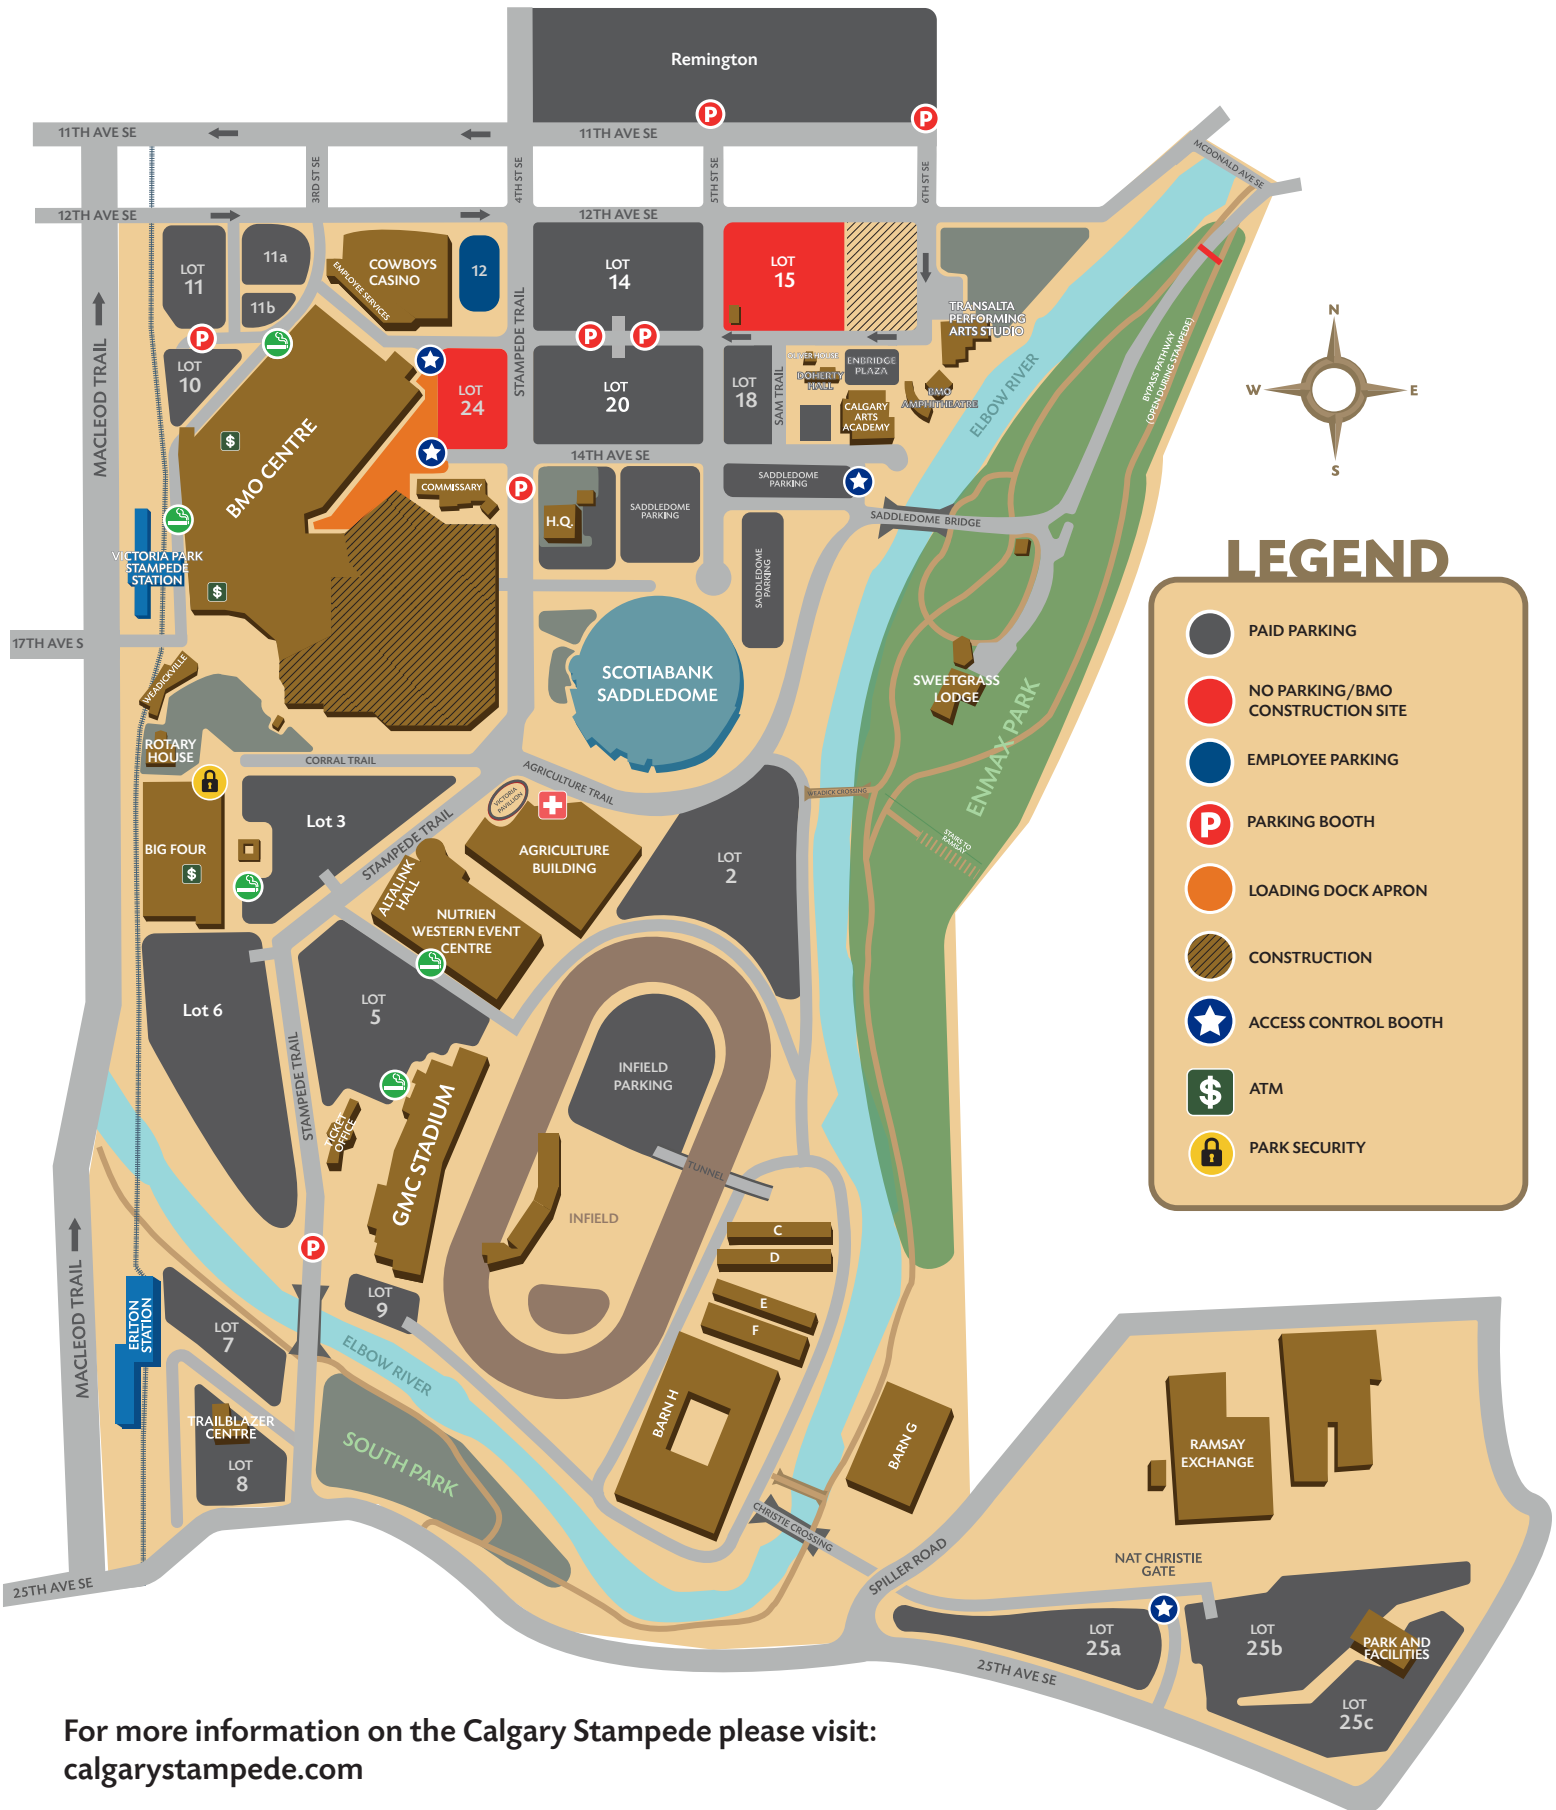 Remington
P
P
11TH AVE SE
11TH AVE SE
MCDONALD AVE SE
3RD ST SE
4TH ST SE
5TH ST SE
6TH ST SE
12TH AVE SE
12TH AVE SE
LOT
11
11a
11b
EMPLOYEE SERVICES
COWBOYS
CASINO
12
LOT
14
LOT
15
TRANSALTA
PERFORMING
ARTS STUDIO
P
P
P
LOT
10
LOT
24
STAMPEDE TRAIL
LOT
20
LOT
18
SAM TRAIL
OLIVER HOUSE
DOHERTY
HALL
ENBRIDGE
PLAZA
CALGARY
ARTS
ACADEMY
BMO
AMPHITHEATRE
ELBOW RIVER
BYPASS PATHWAY
(OPEN DURING STAMPEDE)
N
W
E
S
MACLEOD TRAIL
$
BMO CENTRE
14TH AVE SE
COMMISSARY
P
H.Q.
SADDLEDOME
PARKING
SADDLEDOME
PARKING
SADDLEDOME
PARKING
SADDLEDOME BRIDGE
VICTORIA PARK
STAMPEDE
STATION
$
17TH AVE S
WEADICKVILLE
ROTARY
HOUSE
SCOTIABANK
SADDLEDOME
SWEETGRASS
LODGE
ENMAX PARK
CORRAL TRAIL
AGRICULTURE TRAIL
VICTORIA
PAVILLION
WEADICK CROSSING
STAIRS TO
RAMSAY
BIG FOUR
$
Lot 3
STAMPEDE TRAIL
AGRICULTURE
BUILDING
LOT
2
ALTALINK
HALL
NUTRIEN
WESTERN EVENT
CENTRE
Lot 6
LOT
5
STAMPEDE TRAIL
INFIELD
PARKING
TICKET
OFFICE
GMC STADIUM
TUNNEL
INFIELD
P
C
D
E
F
LOT
9
MACLEOD TRAIL
ERLTON
STATION
LOT
7
ELBOW RIVER
TRAILBLAZER
CENTRE
LOT
8
SOUTH PARK
BARN H
BARN G
CHRISTIE CROSSING
SPILLER ROAD
25TH AVE SE
RAMSAY
EXCHANGE
NAT CHRISTIE
GATE
LOT
25a
LOT
25b
PARK AND
FACILITIES
LOT
25c
25TH AVE SE
LEGEND
PAID PARKING
NO PARKING/BMO
CONSTRUCTION SITE
EMPLOYEE PARKING
P
PARKING BOOTH
LOADING DOCK APRON
CONSTRUCTION
ACCESS CONTROL BOOTH
$
ATM
PARK SECURITY
For more information on the Calgary Stampede please visit:
calgarystampede.com